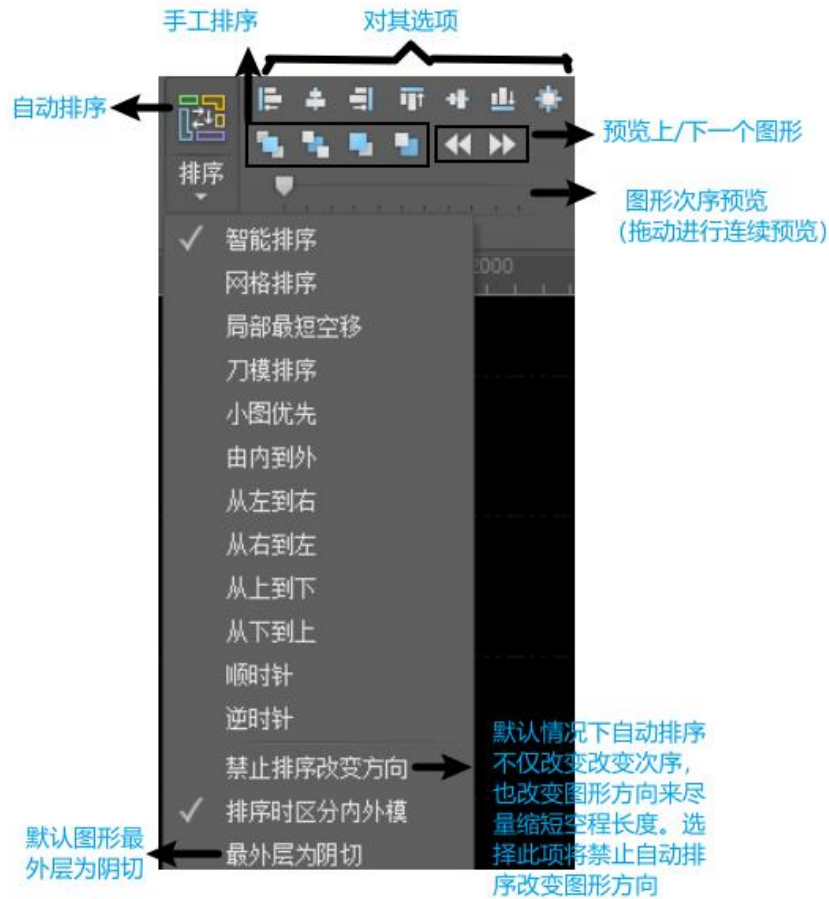 手工排序
对其选项
自动排序
预览上/下一个图形
排序
图形次序预览
（拖动进行连续预览）
智能排序
2000
网格排序
局部最短空移
刀模排序
小图优先
由内到外
从左到右
从右到左
从上到下
从下到上
顺时针
逆时针
禁止排序改变方向
默认情况下自动排序
不仅改变改变次序，
也改变图形方向来尽
量缩短空程长度。选
择此项将禁止自动排
序改变图形方向
排序时区分内外模
最外层为阴切
默认图形最
外层为阴切